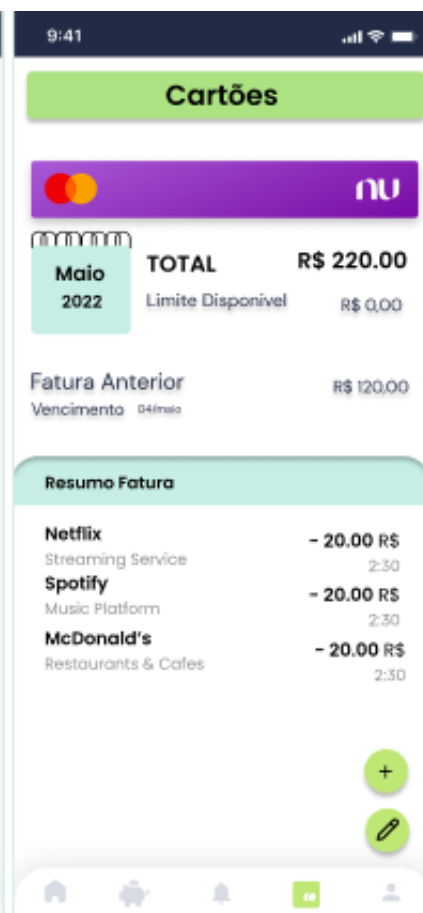 9:41
Cartões
nu
Maio
2022
TOTAL
R$ 220.00
Limite Disponivel
R$ 0,00
Fatura Anterior
R$ 120,00
Vencimento 04/maio
Resumo Fatura
Netflix
- 20.00 R$
Streaming Service
2:30
Spotify
- 20.00 R$
Music Platform
2:30
McDonald's
- 20.00 R$
Restaurants & Cafes
2:30
+